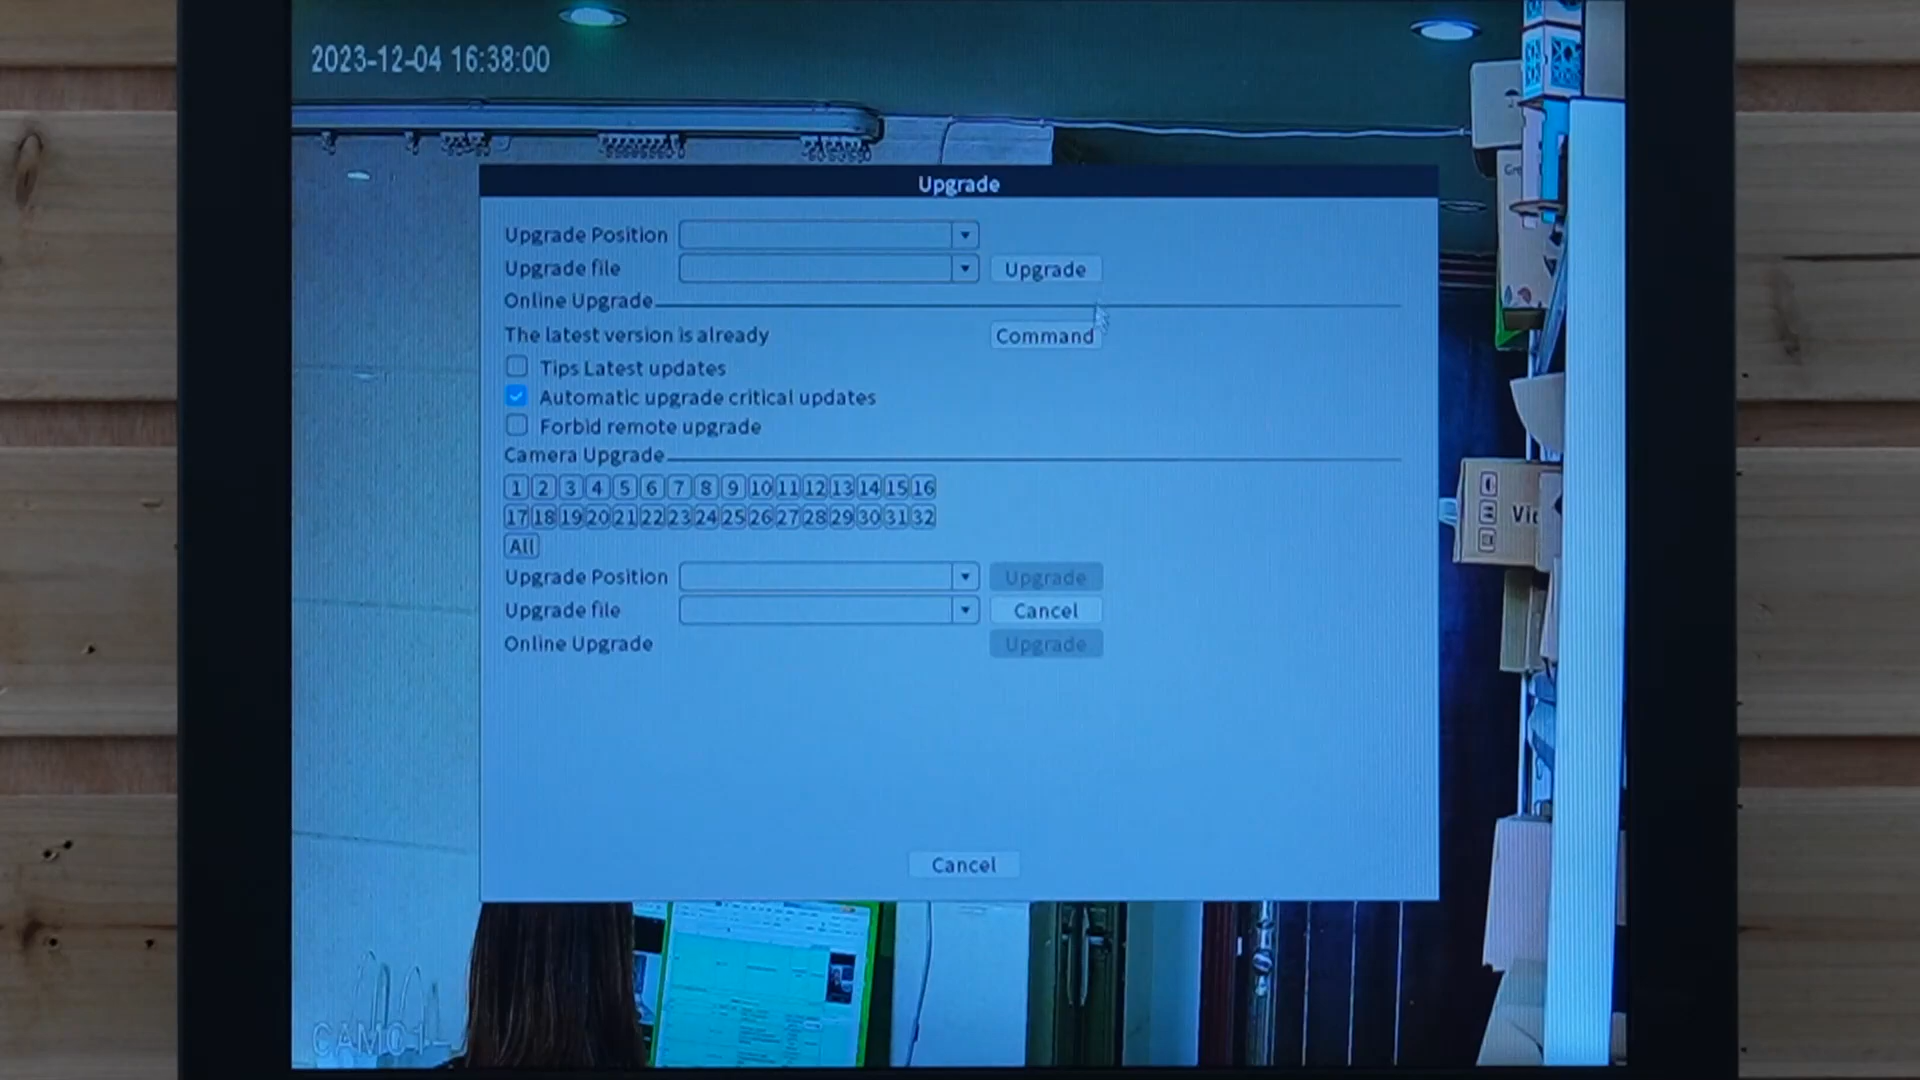 2023-12-04 16:38:00
Upgrade
Upgrade Position
Upgrade file Upgrade
Online Upgrade
The latest version is already Command
Tips Latest updates
Automatic upgrade critical updates
Forbid remote upgrade
Camera Upgrade
1 2 3 4 5 6 7 8 9 10 11 12 13 14 15 16
17 18 19 20 21 22 23 24 25 26 27 28 29 30 31 32
All
Upgrade Position Upgrade
Upgrade file Cancel
Online Upgrade Upgrade
Cancel
CAM01